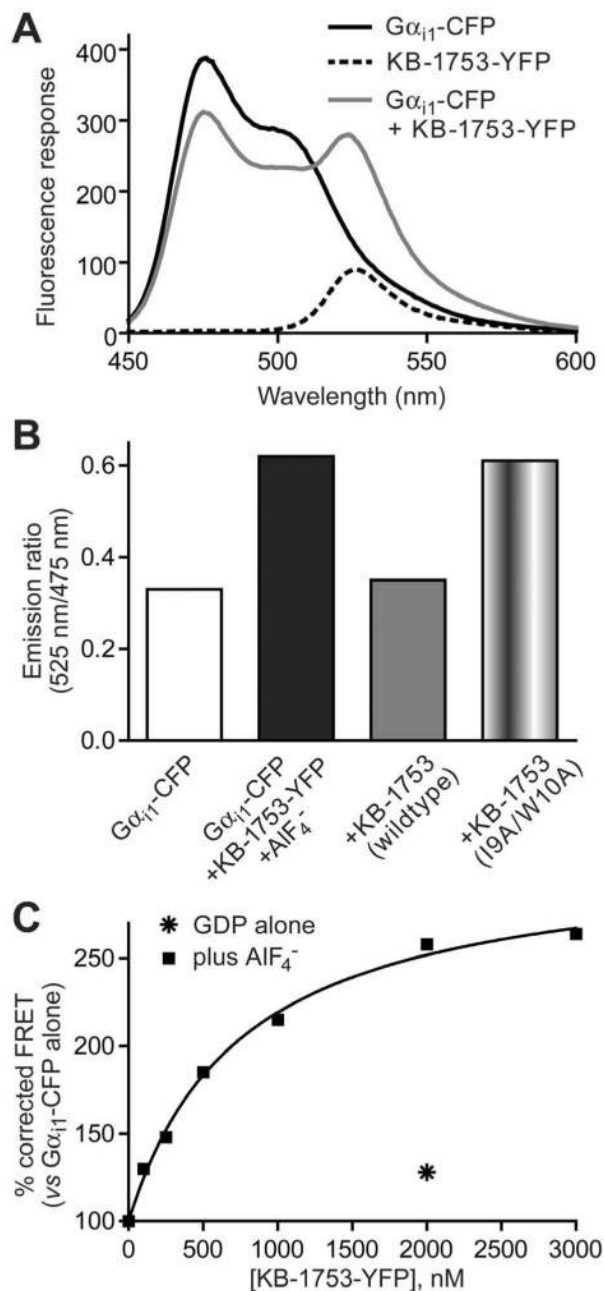 A
Gαi1-CFP
KB-1753-YFP
Gαi1-CFP
+ KB-1753-YFP
Fluorescence response
400
300
200
100
0
450 500 550 600
Wavelength (nm)
B
Emission ratio
(525 nm/475 nm)
0.6
0.4
0.2
0.0
Gαi1-CFP
Gαi1-CFP
+KB-1753-YFP
+AlF4-
+KB-1753
(wildtype)
+KB-1753
(I9A/W10A)
C
GDP alone
plus AlF4-
% corrected FRET
(vs Gαi1-CFP alone)
250
200
150
100
0 500 1000 1500 2000 2500 3000
[KB-1753-YFP], nM